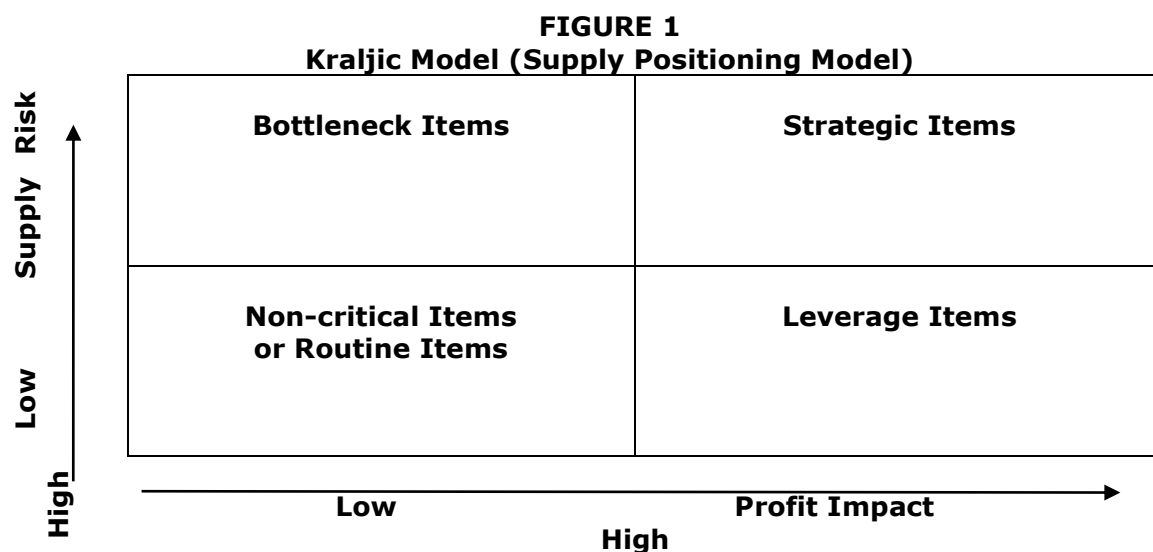 FIGURE 1
Kraljic Model (Supply Positioning Model)
Bottleneck Items
Strategic Items
Non-critical Items
or Routine Items
Leverage Items
Low Supply Risk
High
Low Profit Impact
High